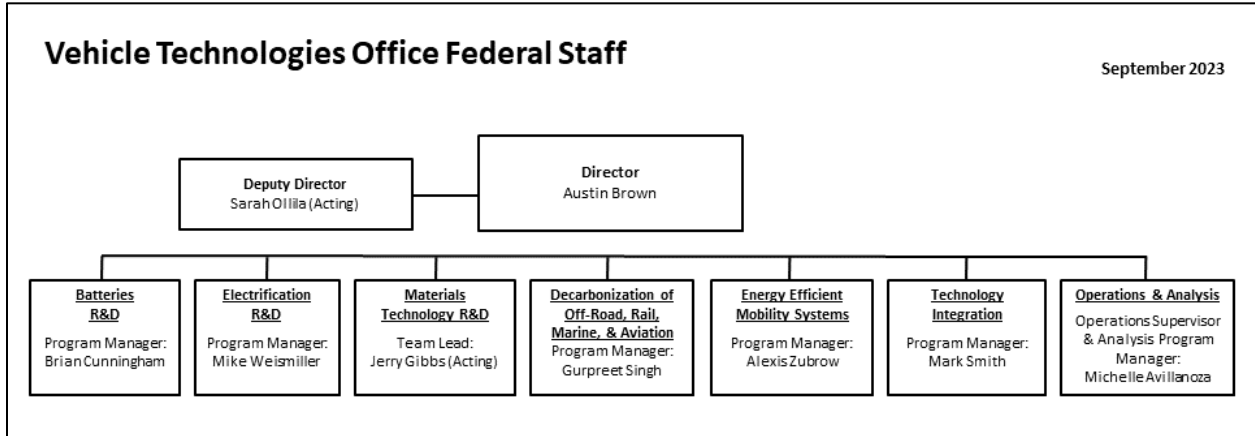 Vehicle Technologies Office Federal Staff
September 2023
Deputy Director
Sarah Ollila (Acting)
Director
Austin Brown
Batteries
R&D
Program Manager:
Brian Cunningham
Electrification
R&D
Program Manager:
Mike Weismiller
Materials
Technology R&D
Team Lead:
Jerry Gibbs (Acting)
Decarbonization of
Off-Road, Rail,
Marine, & Aviation
Program Manager:
Gurpreet Singh
Energy Efficient
Mobility Systems
Program Manager:
Alexis Zubrow
Technology
Integration
Program Manager:
Mark Smith
Operations & Analysis
Operations Supervisor
& Analysis Program
Manager:
Michelle Avillanoza